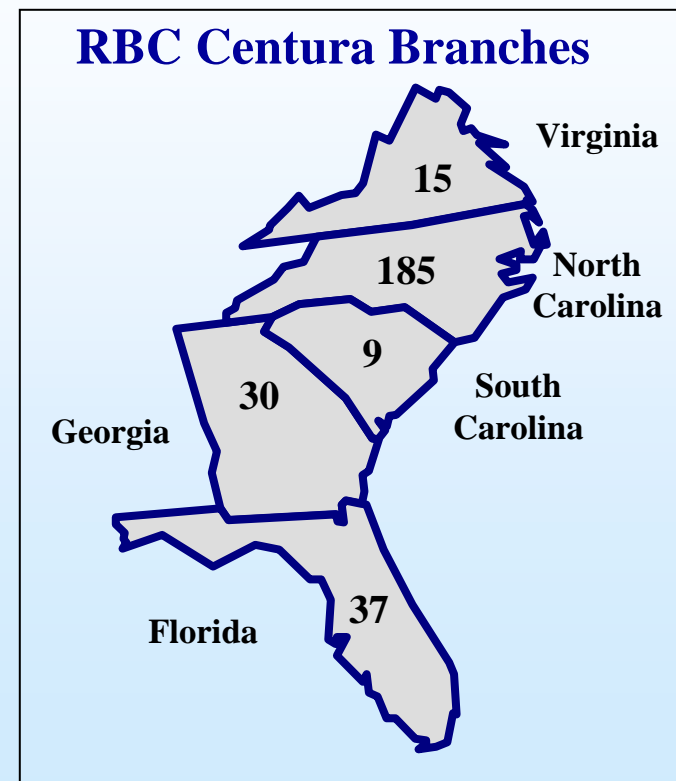 RBC Centura Branches
Virginia
15
185
North
Carolina
9
30
South
Carolina
Georgia
37
Florida